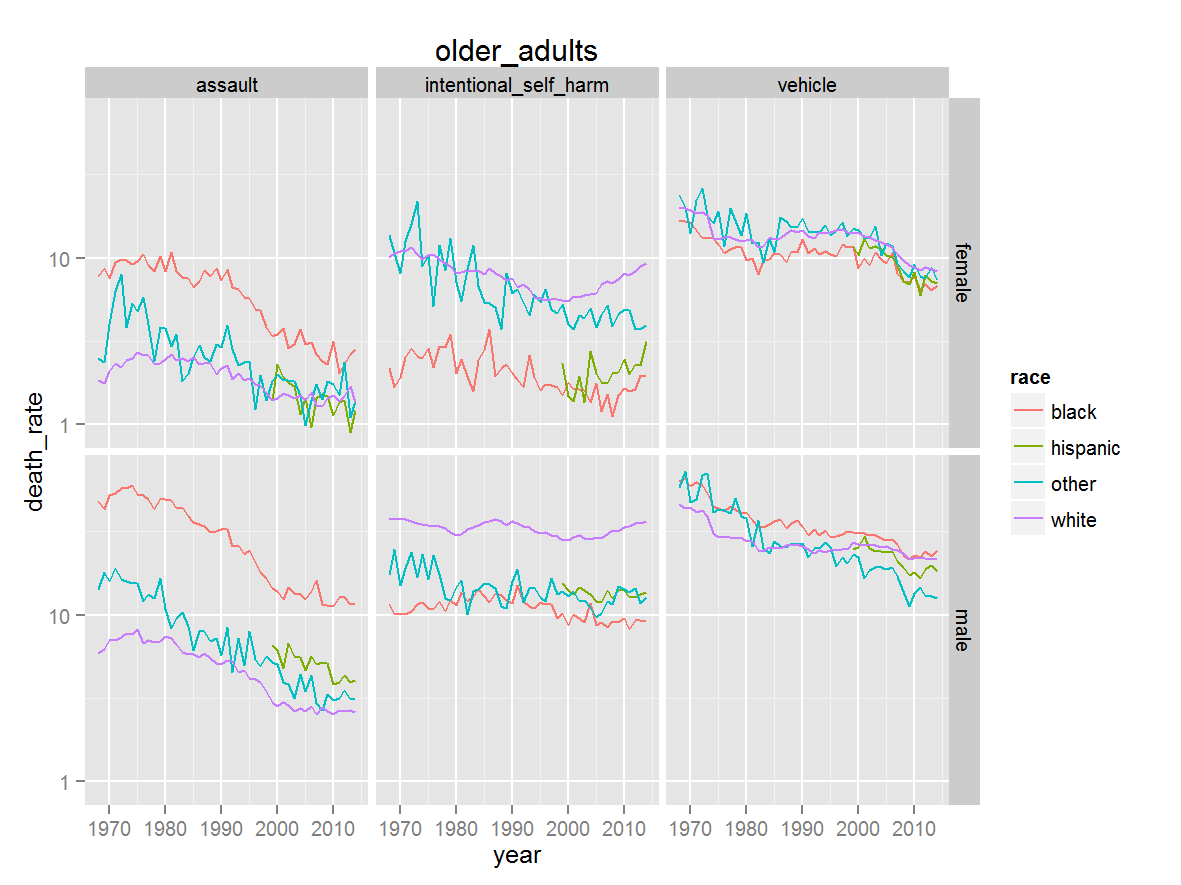 older_adults
assault intentional_self_harm vehicle
female
male
10
1
10
1
death_rate
1970 1980 1990 2000 2010 1970 1980 1990 2000 2010 1970 1980 1990 2000 2010
year
race
black
hispanic
other
white